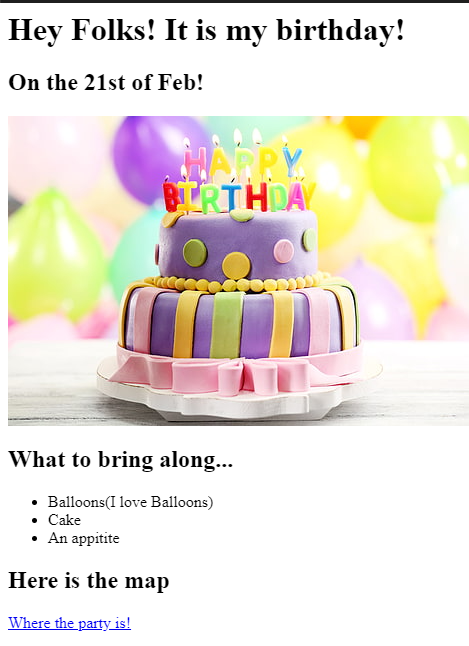 Hey Folks! It is my birthday!
On the 21st of Feb!
HAPPY
BIRTHDAY
What to bring along...
Balloons(I love Balloons)
Cake
An appitite
Here is the map
Where the party is!